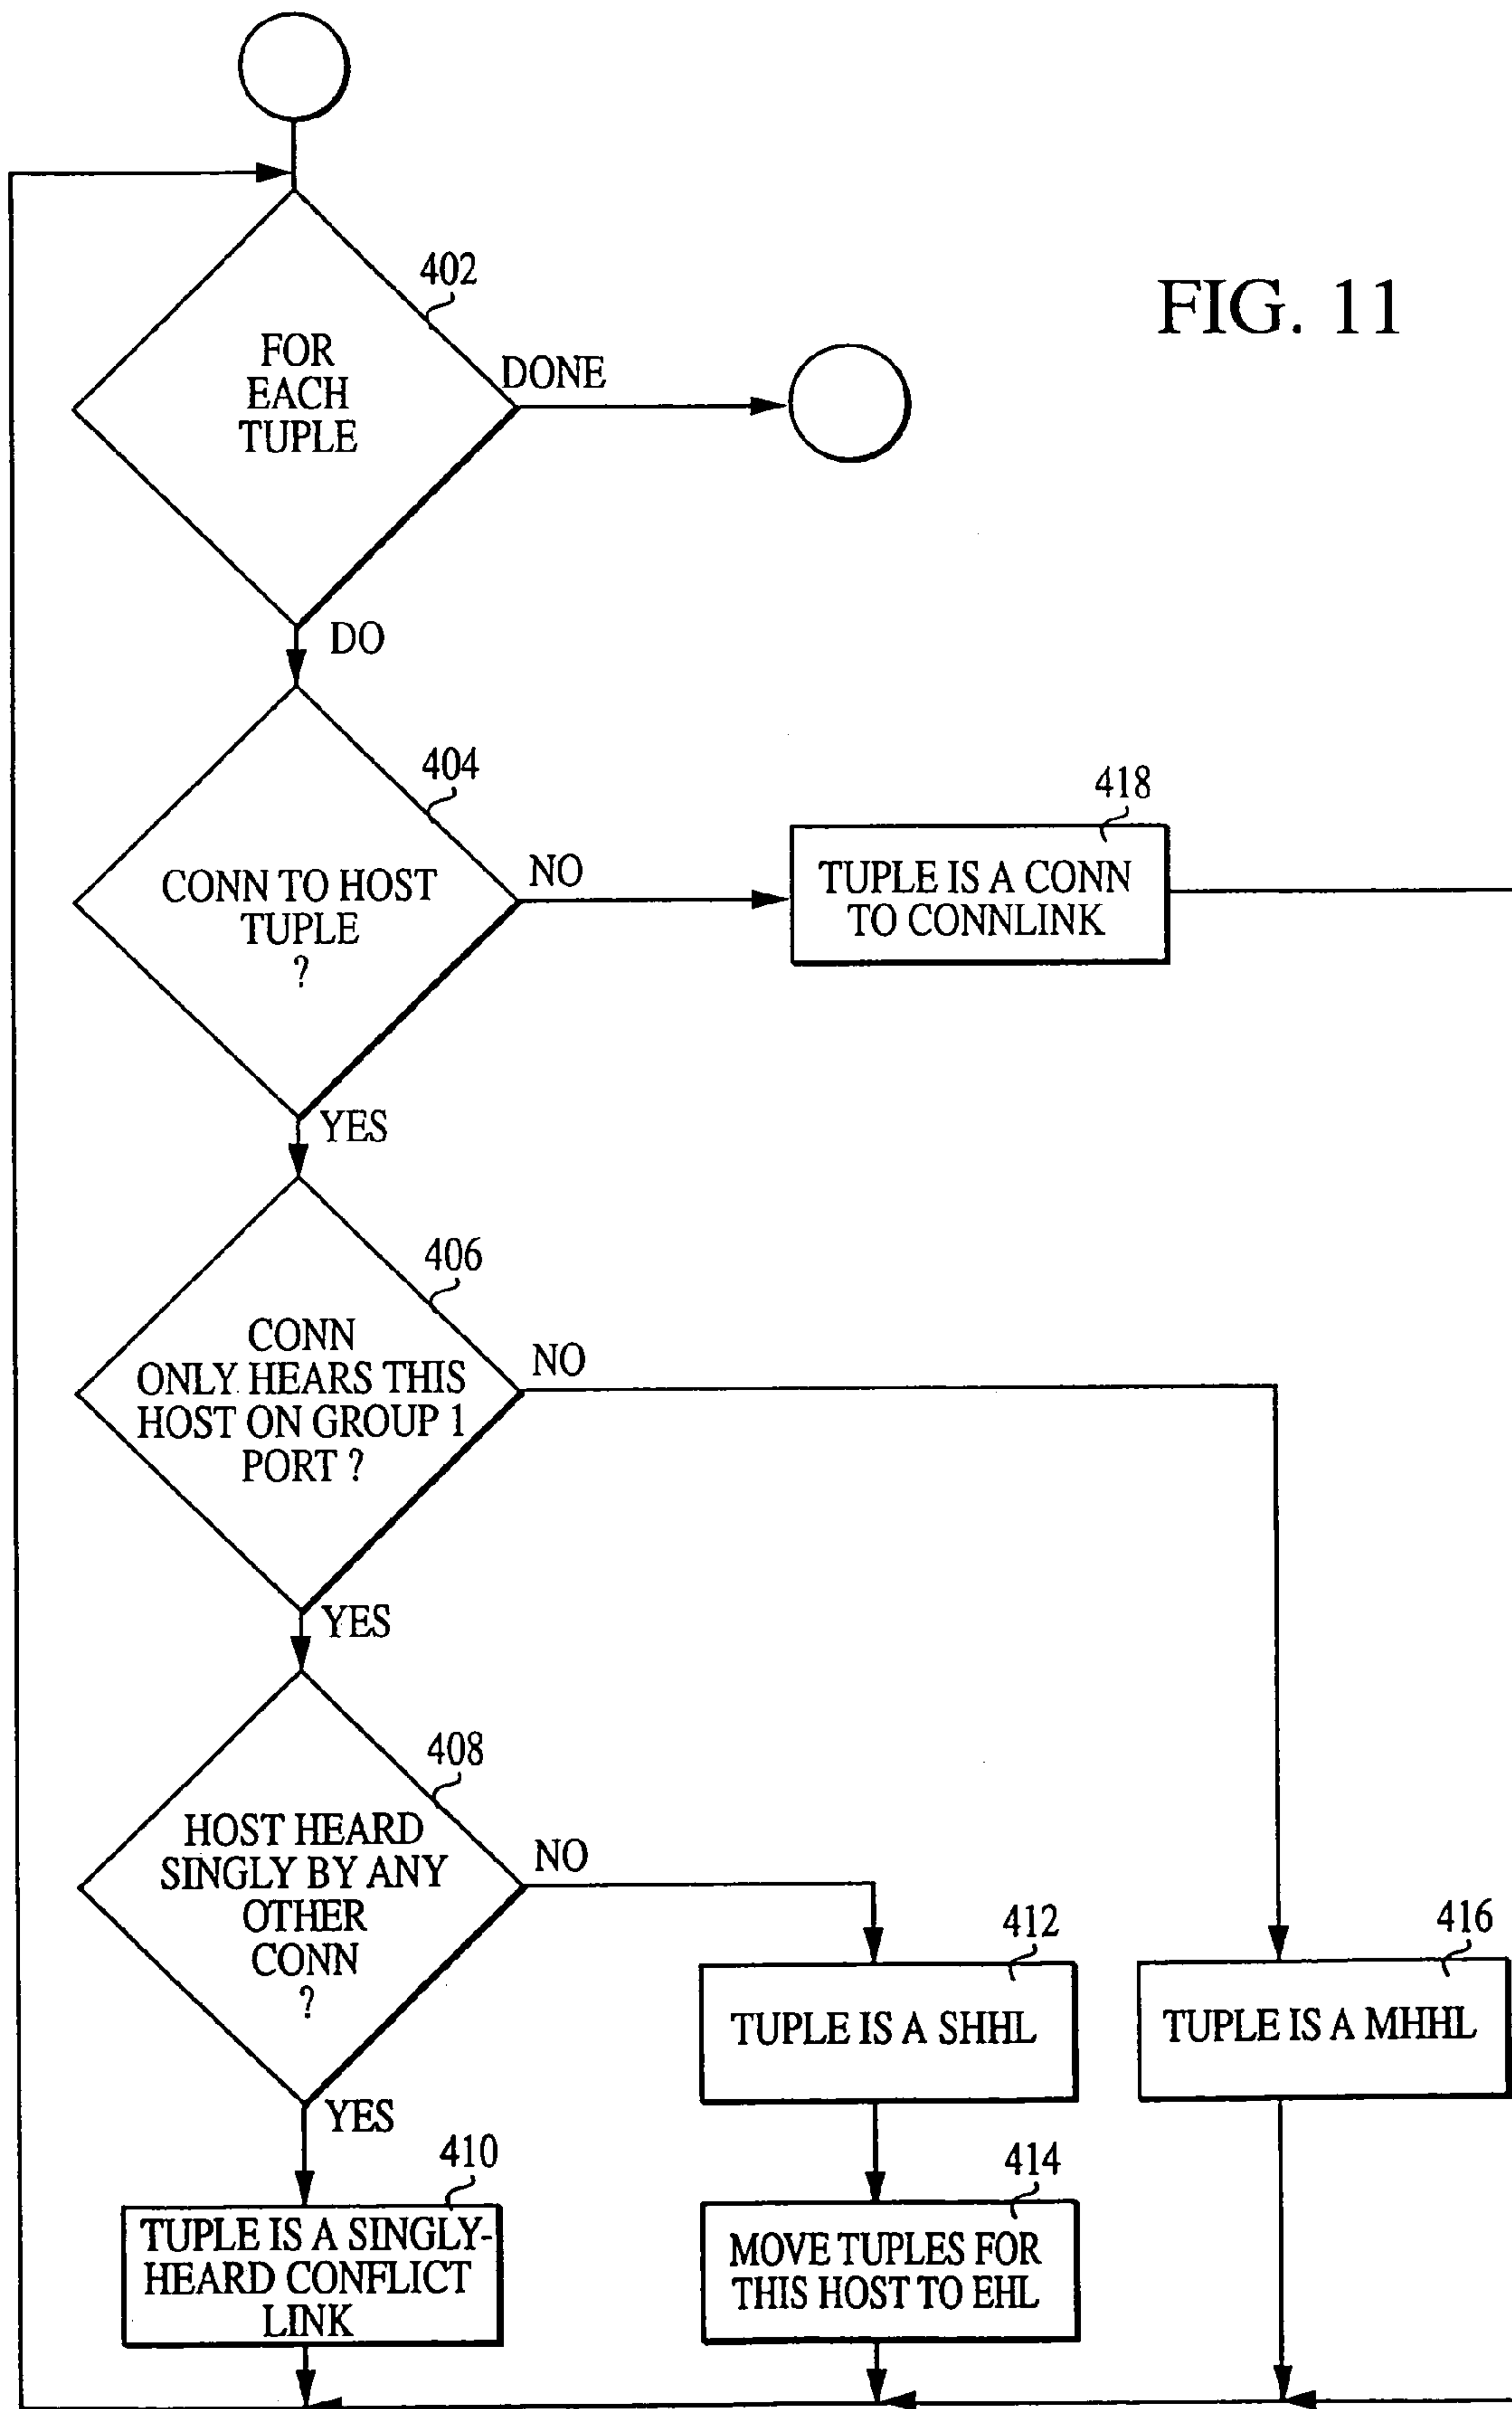 FIG. 11
402
FOR
EACH
TUPLE
DONE
DO
404
CONN TO HOST
TUPLE
?
NO
418
TUPLE IS A CONN
TO CONNLINK
YES
406
CONN
ONLY HEARS THIS
HOST ON GROUP 1
PORT ?
NO
YES
408
HOST HEARD
SINGLY BY ANY
OTHER
CONN
?
NO
412
TUPLE IS A SHHL
416
TUPLE IS A MHHL
YES
410
TUPLE IS A SINGLY-
HEARD CONFLICT
LINK
414
MOVE TUPLES FOR
THIS HOST TO EHL